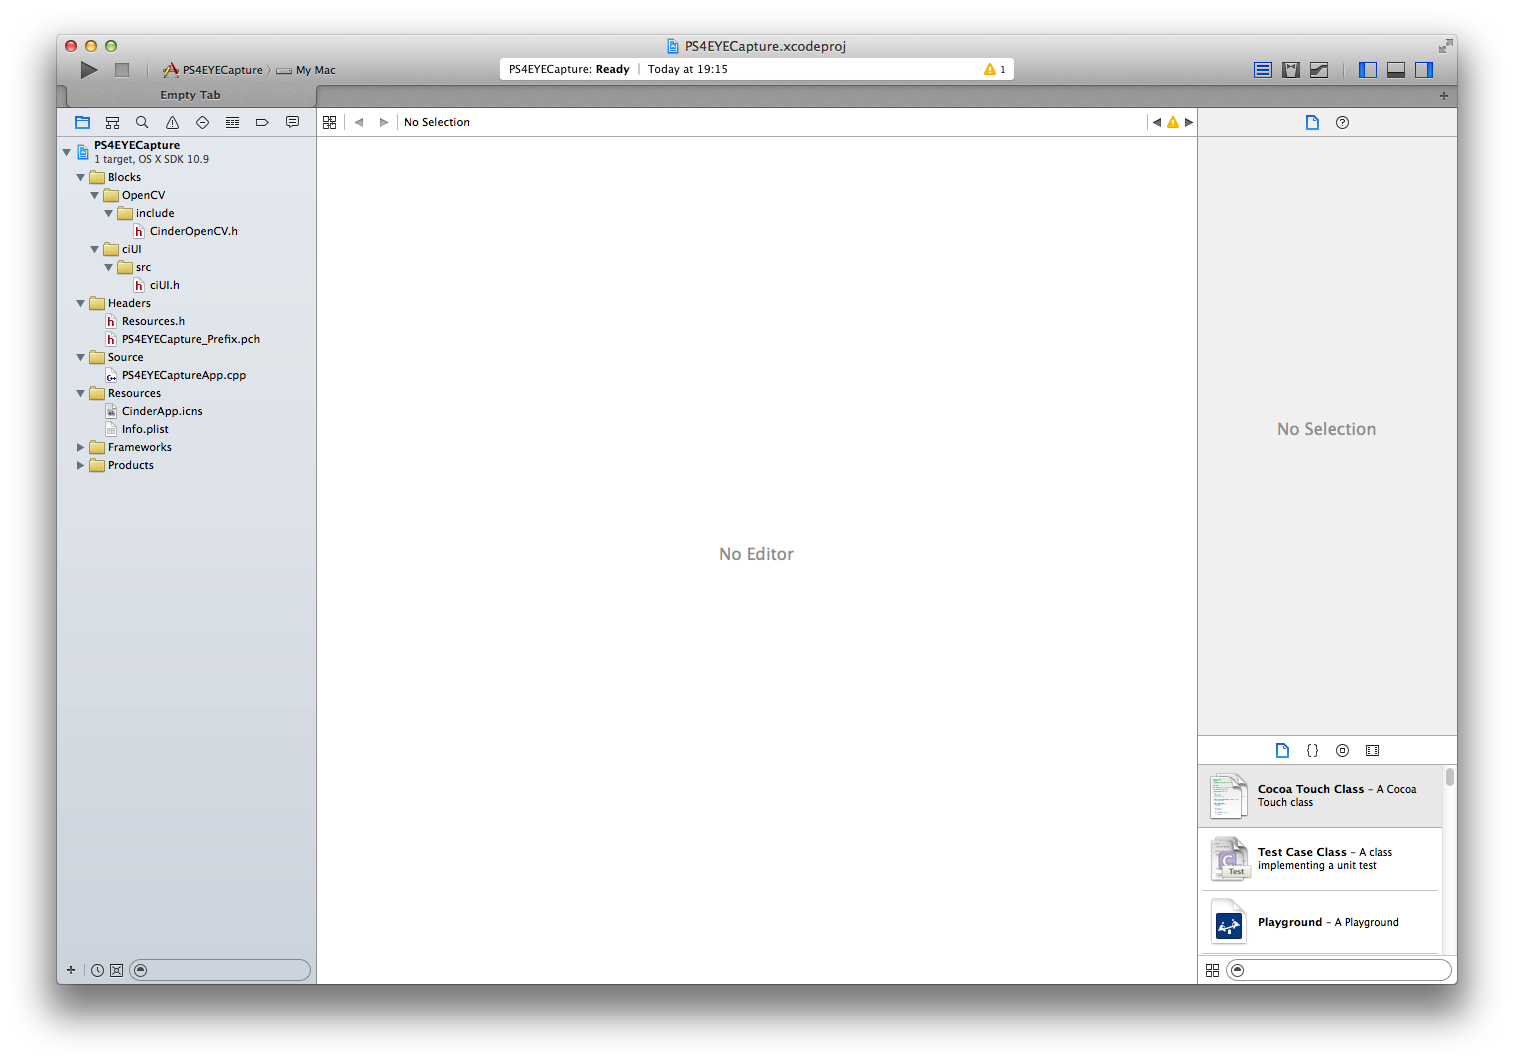 PS4EYECapture.xcodeproj
PS4EYECapture
My Mac
PS4EYECapture: Ready | Today at 19:15
1
Empty Tab
No Selection
PS4EYECapture
1 target, OS X SDK 10.9
Blocks
OpenCV
include
CinderOpenCV.h
ciUI
src
ciUI.h
Headers
Resources.h
PS4EYECapture_Prefix.pch
Source
PS4EYECaptureApp.cpp
Resources
CinderApp.icns
Info.plist
Frameworks
Products
No Editor
No Selection
Cocoa Touch Class – A Cocoa
Touch class
Test Case Class – A class
implementing a unit test
Test
Playground – A Playground